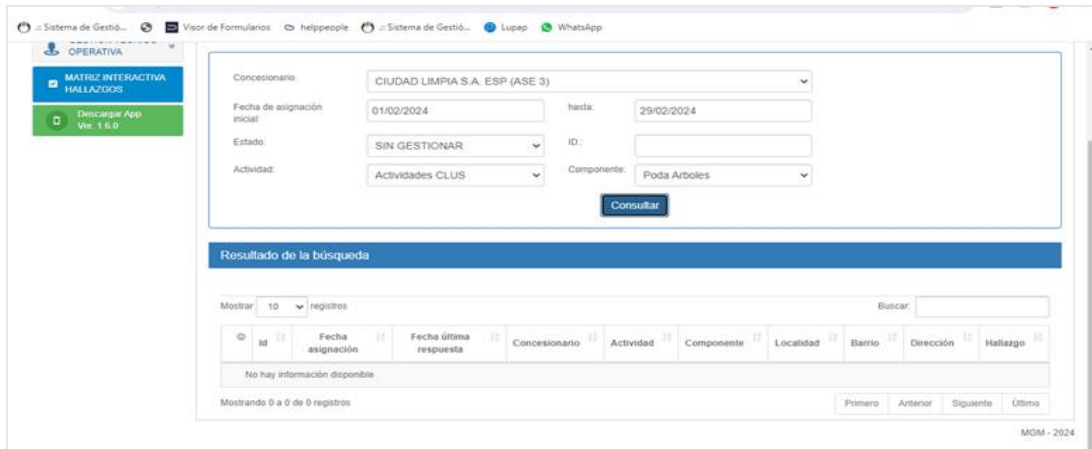 .:: Sistema de Gestió... Visor de Formularios helppeople .:: Sistema de Gestió... Lupap WhatsApp
OPERATIVA
MATRIZ INTERACTIVA
HALLAZGOS
Descargar App
Ver. 1.6.0
Concesionario: CIUDAD LIMPIA S.A. ESP (ASE 3)
Fecha de asignación
inicial: 01/02/2024 hasta: 29/02/2024
Estado: SIN GESTIONAR ID.:
Actividad: Actividades CLUS Componente: Poda Arboles
Consultar
Resultado de la búsqueda
Mostrar 10 registros Buscar:
Id Fecha asignación Fecha última respuesta Concesionario Actividad Componente Localidad Barrio Dirección Hallazgo
No hay información disponible
Mostrando 0 a 0 de 0 registros Primero Anterior Siguiente Último
MOM - 2024